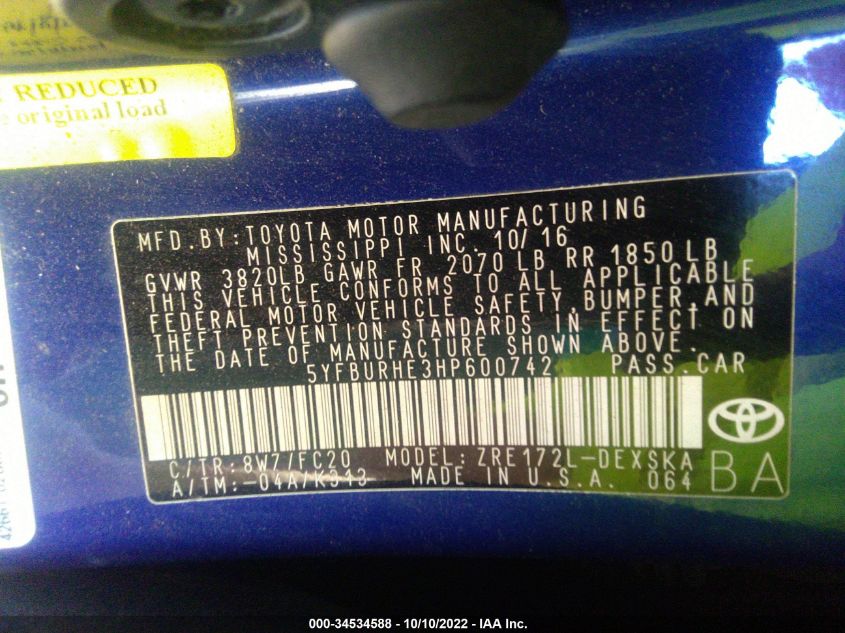 REDUCED
original load
MFD. BY: TOYOTA MOTOR MANUFACTURING
MISSISSIPPI INC. 10/16
GVWR 3820LB GAWR FR 2070 LB RR 1850 LB
THIS VEHICLE CONFORMS TO ALL APPLICABLE
FEDERAL MOTOR VEHICLE SAFETY, BUMPER, AND
THEFT PREVENTION STANDARDS IN EFFECT ON
THE DATE OF MANUFACTURE SHOWN ABOVE.
5YFBURHE3HP600742 PASS. CAR
C/TR: 8W7/FC20 MODEL: ZRE172L-DEXSKA
A/TM: -04A/K313 MADE IN U.S.A. 064
BA
000-34534588 - 10/10/2022 - IAA Inc.